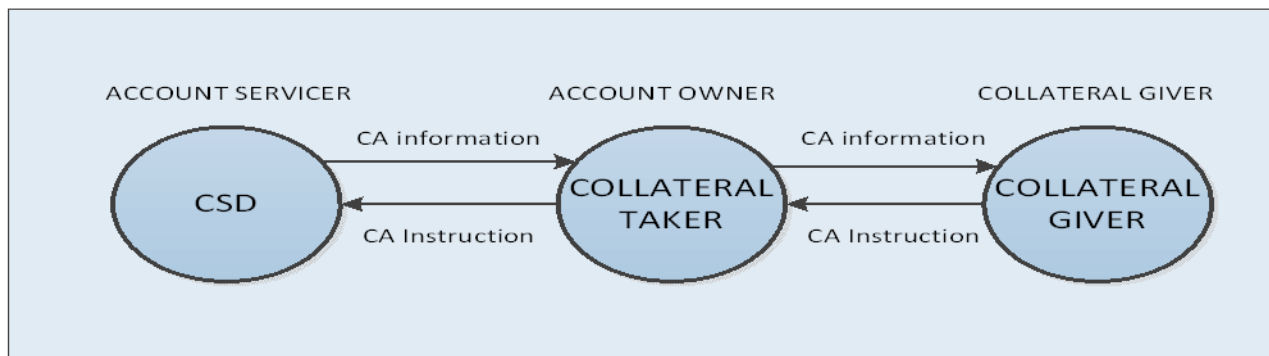 ACCOUNT SERVICER
ACCOUNT OWNER
COLLATERAL GIVER
CA information
CA information
CSD
COLLATERAL
TAKER
COLLATERAL
GIVER
CA Instruction
CA Instruction